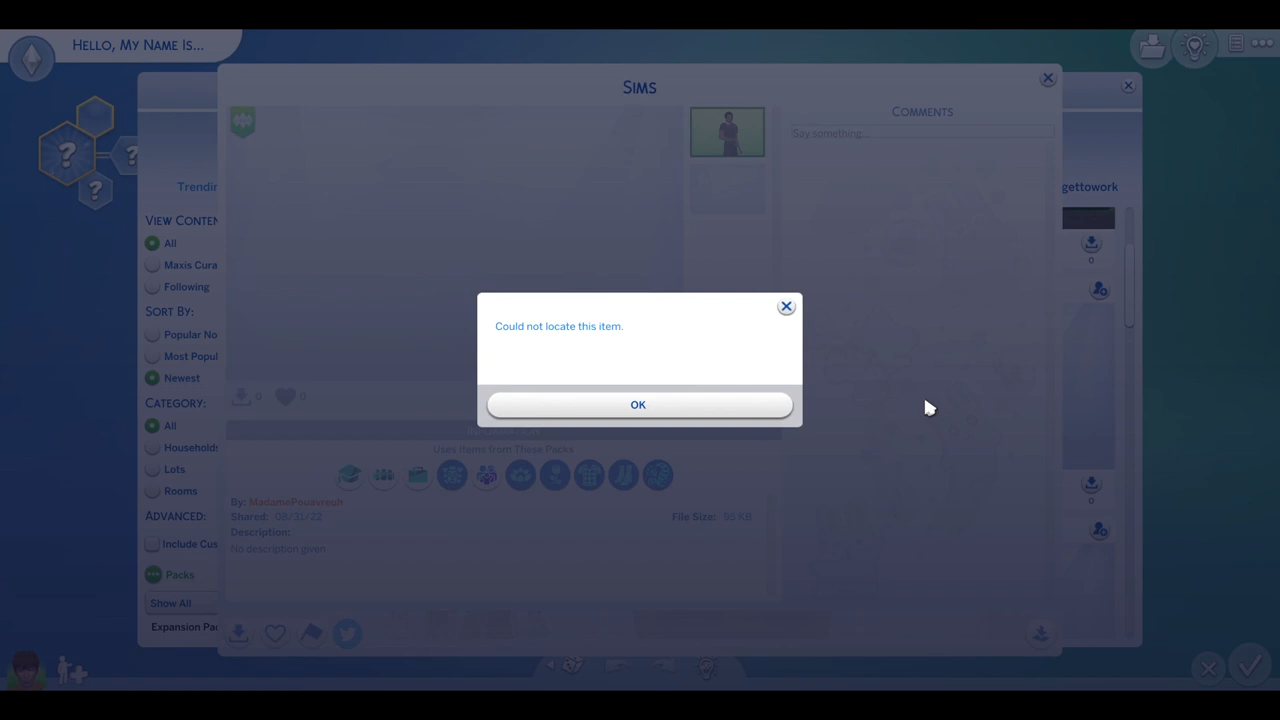 HELLO, MY NAME IS...
SIMS
COMMENTS
Say something...
Trendin
gettowork
VIEW CONTEN
All
Maxis Cura
Following
SORT BY:
Popular No
Most Popul
Newest
CATEGORY:
All
Households
Lots
Rooms
ADVANCED:
Include Cus
Packs
Show All
Expansion Pac
Could not locate this item.
OK
0
0
0
0
Uses Items from These Packs
By: MadamePouavreuh
Shared: 03/31/22
File Size: 95 KB
Description:
No description given